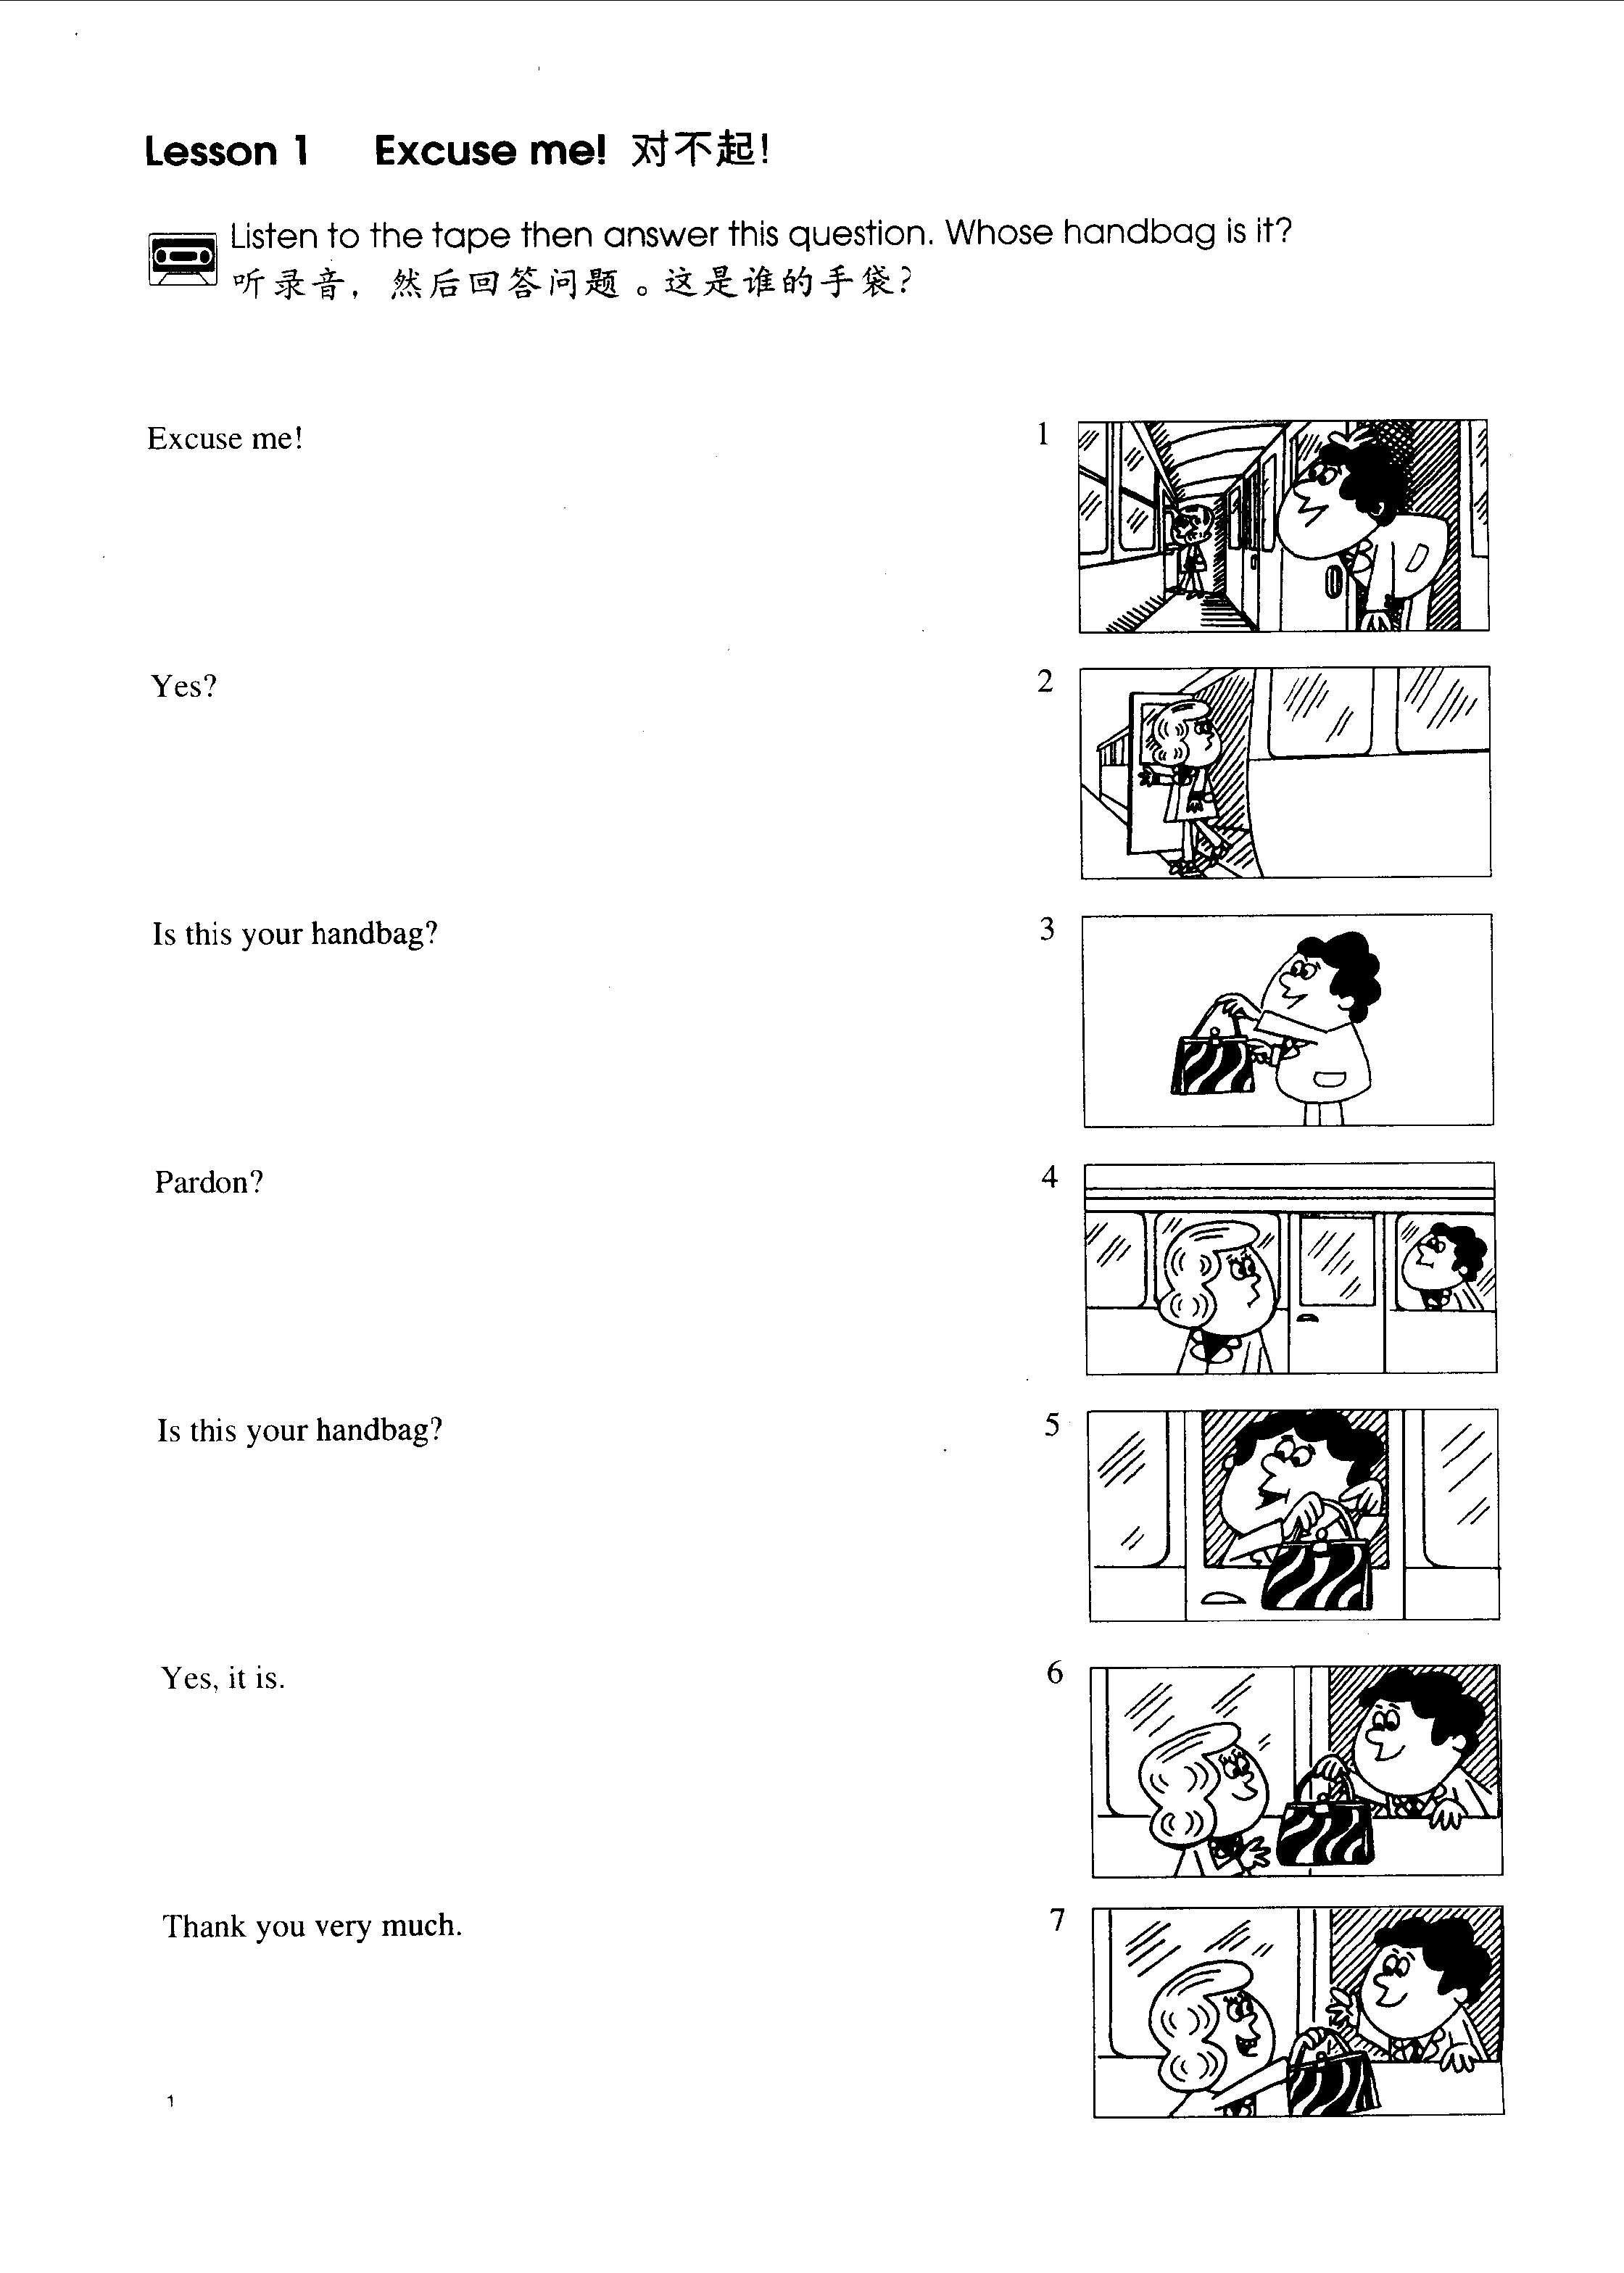 Lesson 1 Excuse me! 对不起!
Listen to the tape then answer this question. Whose handbag is it?
听录音，然后回答问题。这是谁的手袋?
Excuse me!
1
Yes?
2
Is this your handbag?
3
Pardon?
4
Is this your handbag?
5
Yes, it is.
6
Thank you very much.
7
1